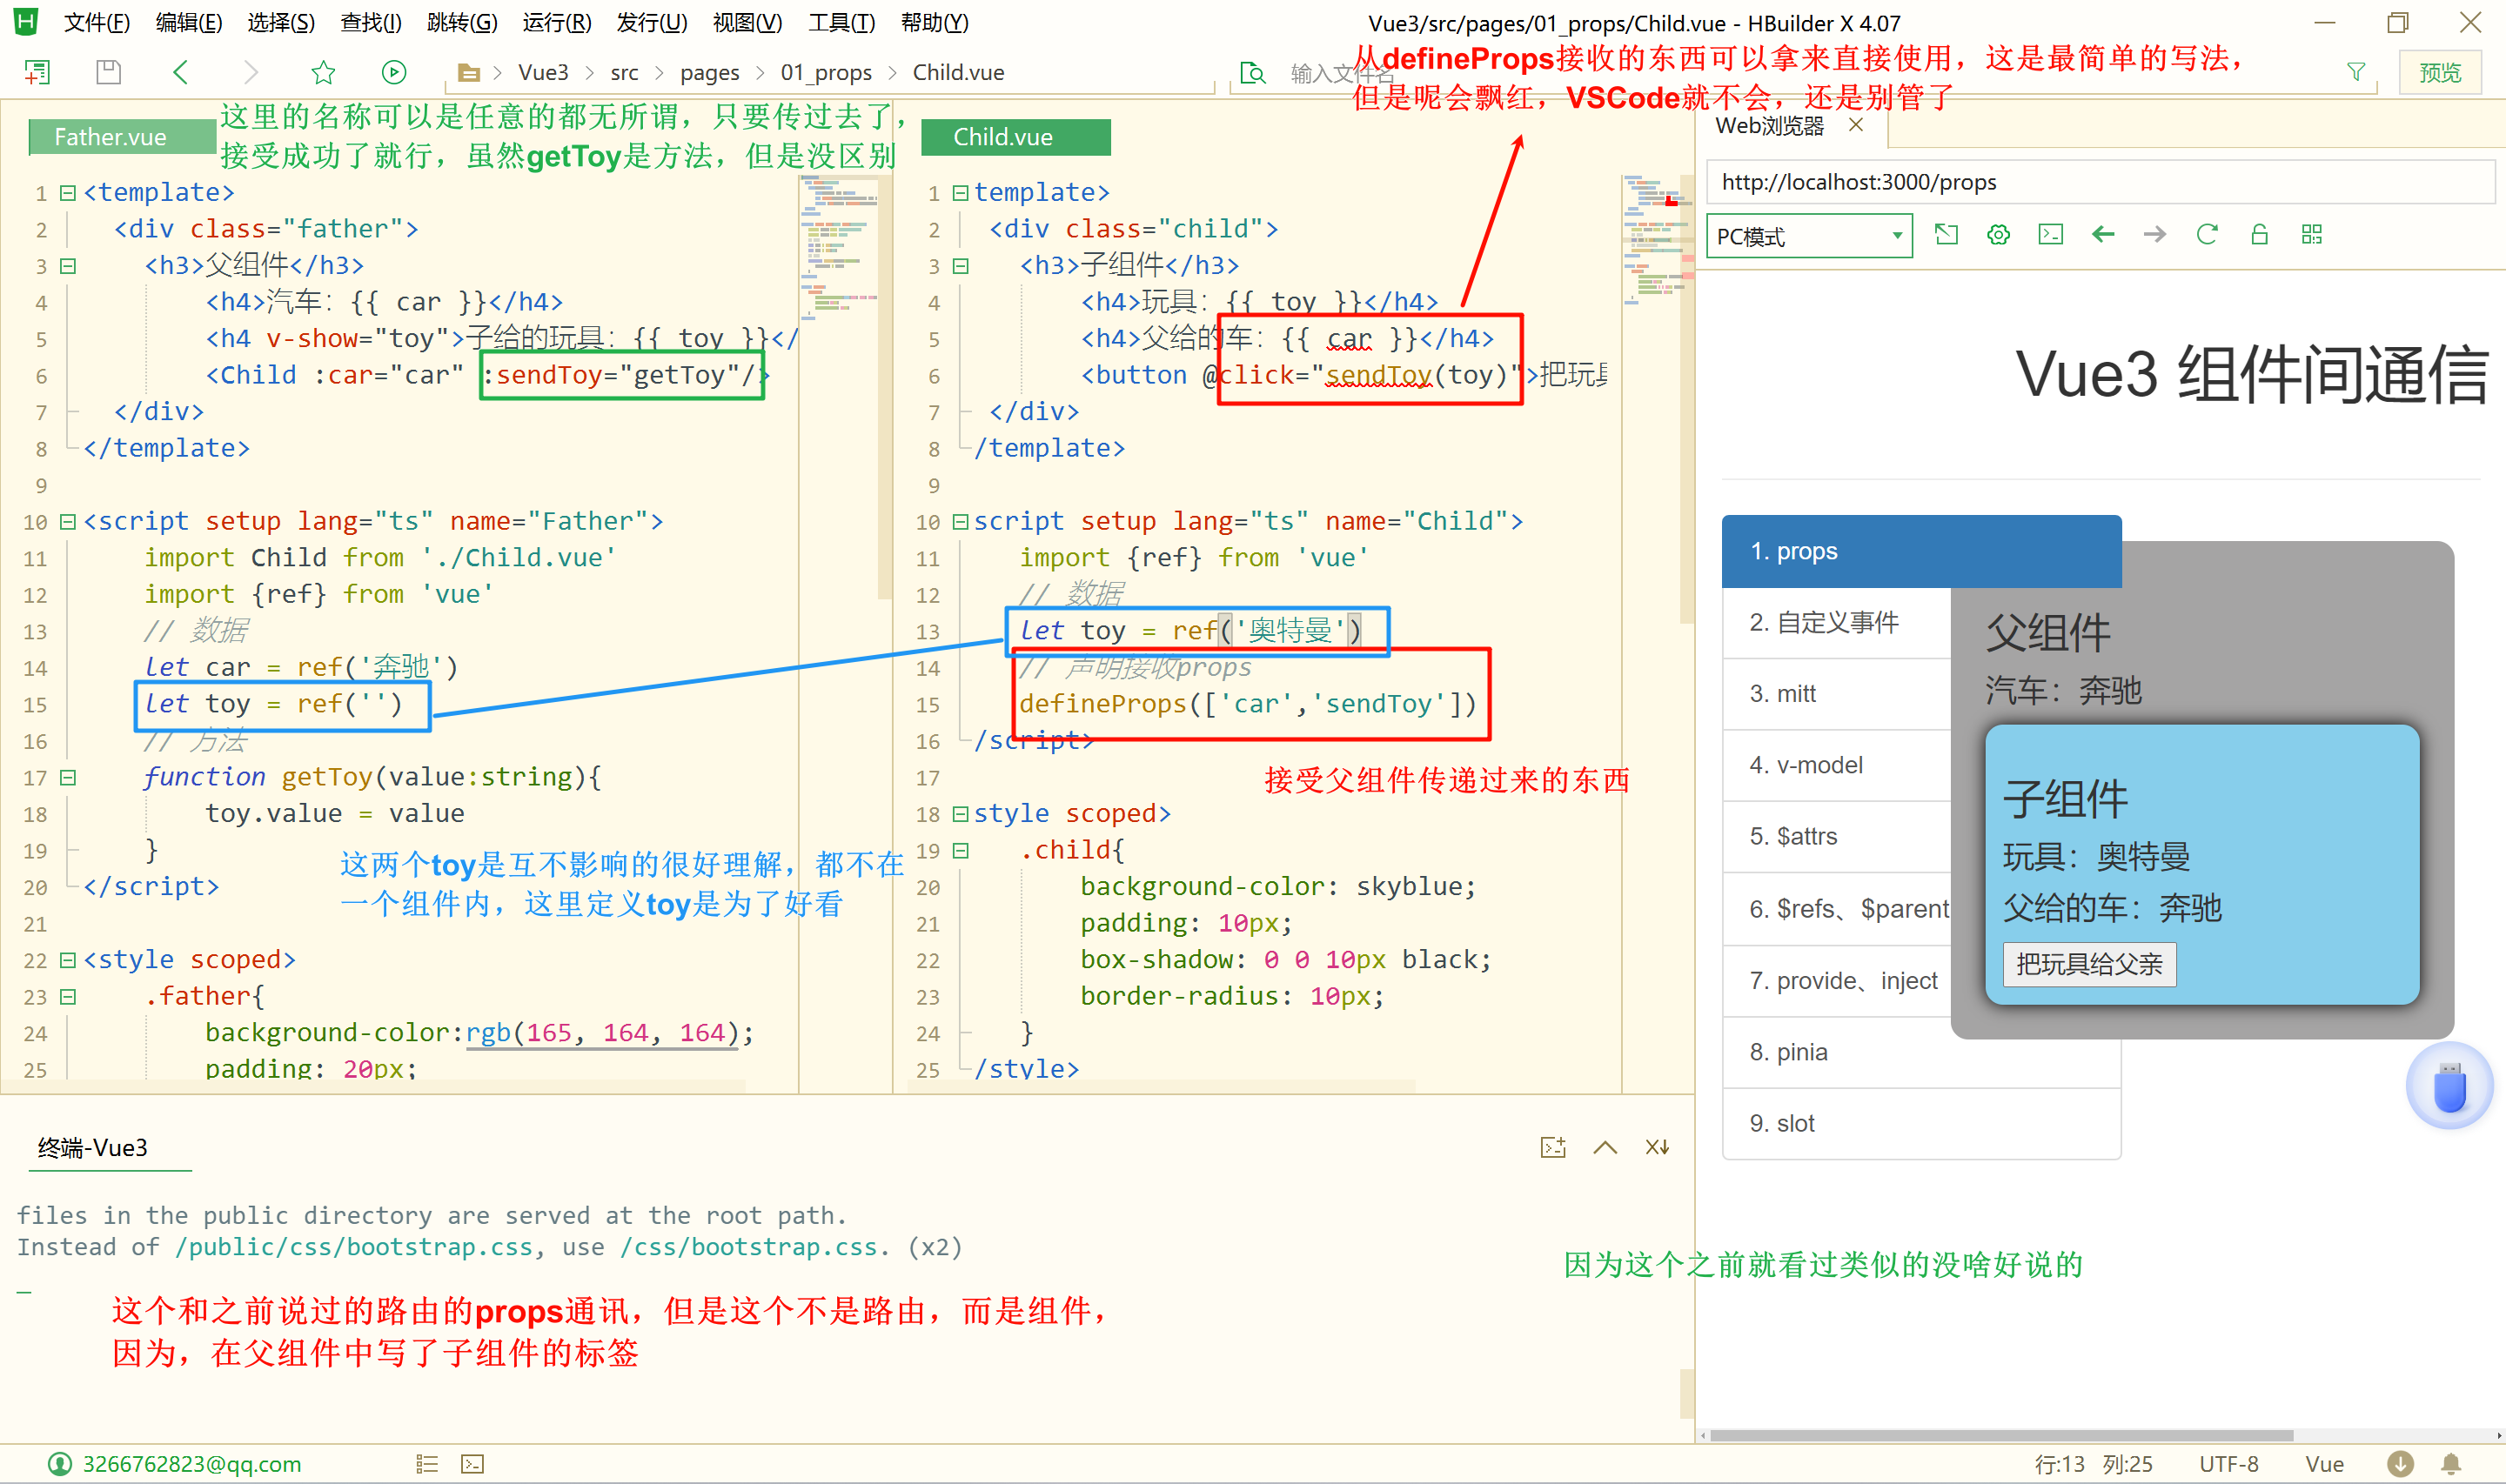 文件(F) 编辑(E) 选择(S) 查找(I) 跳转(G) 运行(R) 发行(U) 视图(V) 工具(T) 帮助(Y)
Vue3/src/pages/01_props/Child.vue - HBuilder X 4.07
Vue3 src pages 01_props Child.vue
输入文件名
预览
从defineProps接收的东西可以拿来直接使用，这是最简单的写法，
但是呢会飘红，VSCode就不会，还是别管了
Father.vue
这里的名称可以是任意的都无所谓，只要传过去了，
接受成功了就行，虽然getToy是方法，但是没区别
1 <template>
2 <div class="father">
3 <h3>父组件</h3>
4 <h4>汽车：{{ car }}</h4>
5 <h4 v-show="toy">子给的玩具：{{ toy }}</
6 <Child :car="car" :sendToy="getToy"/>
7 </div>
8 </template>
9
10 <script setup lang="ts" name="Father">
11 import Child from './Child.vue'
12 import {ref} from 'vue'
13 // 数据
14 let car = ref('奔驰')
15 let toy = ref('')
16 // 方法
17 function getToy(value:string){
18 toy.value = value
19 }
20 </script>
21
22 <style scoped>
23 .father{
24 background-color:rgb(165, 164, 164);
25 padding: 20px;
这两个toy是互不影响的很好理解，都不在
一个组件内，这里定义toy是为了好看
Child.vue
1 template>
2 <div class="child">
3 <h3>子组件</h3>
4 <h4>玩具：{{ toy }}</h4>
5 <h4>父给的车：{{ car }}</h4>
6 <button @click="sendToy(toy)">把玩具
7 </div>
8 /template>
9
10 script setup lang="ts" name="Child">
11 import {ref} from 'vue'
12 // 数据
13 let toy = ref('奥特曼')
14 // 声明接收props
15 defineProps(['car','sendToy'])
16 /script>
17
18 style scoped>
19 .child{
20 background-color: skyblue;
21 padding: 10px;
22 box-shadow: 0 0 10px black;
23 border-radius: 10px;
24 }
25 /style>
接受父组件传递过来的东西
Web浏览器
http://localhost:3000/props
PC模式
Vue3 组件间通信
1. props
2. 自定义事件
3. mitt
4. v-model
5. $attrs
6. $refs、$parent
7. provide、inject
8. pinia
9. slot
父组件
汽车：奔驰
子组件
玩具：奥特曼
父给的车：奔驰
把玩具给父亲
终端-Vue3
files in the public directory are served at the root path.
Instead of /public/css/bootstrap.css, use /css/bootstrap.css. (x2)
这个和之前说过的路由的props通讯，但是这个不是路由，而是组件，
因为，在父组件中写了子组件的标签
因为这个之前就看过类似的没啥好说的
3266762823@qq.com
行:13 列:25 UTF-8 Vue